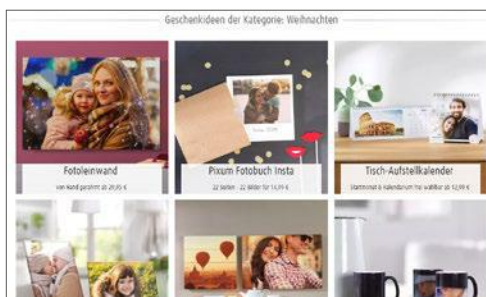 Geschenkideen der Kategorie: Weihnachten
Fotoleinwand
von Hand gerahmt ab 29,95 €
Pixum Fotobuch Insta
22 Seiten - 22 Bilder für 14,99 €
Tisch-Aufstellkalender
Startmonat & Kalendarium frei wählbar ab 12,99 €